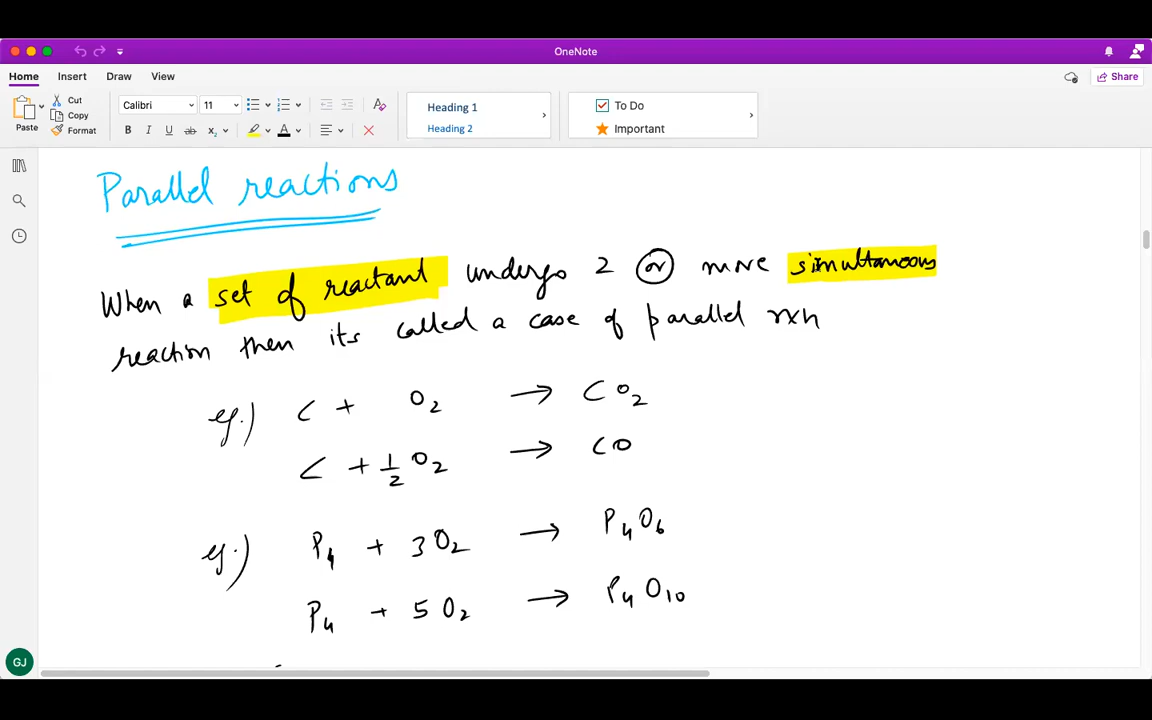 OneNote
Home Insert Draw View Share
Paste Cut Copy Format Calibri 11 B I U ab x₂ A Heading 1 Heading 2 To Do Important
Parallel reactions
When a set of reactant undergo 2 or more simultaneous
reaction then its called a case of parallel rxn
eg.) C + O₂ → CO₂
C + 1/2 O₂ → CO
eg.) P₄ + 3O₂ → P₄O₆
P₄ + 5O₂ → P₄O₁₀
GJ